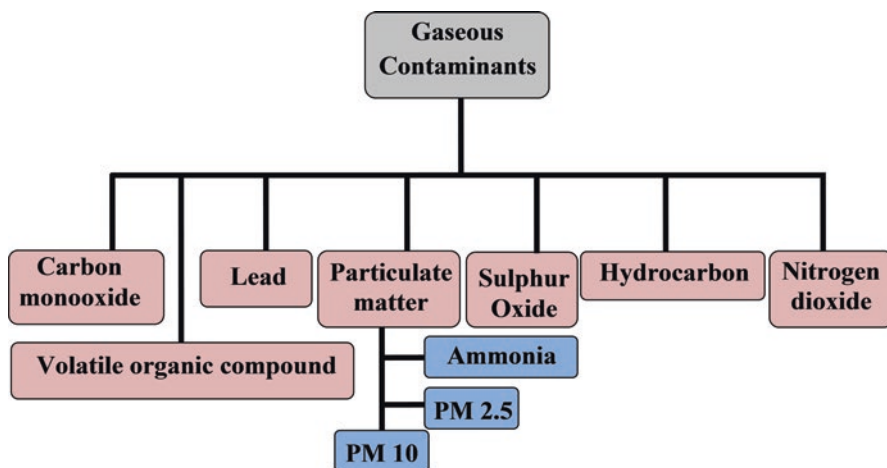 Gaseous
Contaminants
Carbon
monooxide
Lead
Particulate
matter
Sulphur
Oxide
Hydrocarbon
Nitrogen
dioxide
Volatile organic compound
Ammonia
PM 2.5
PM 10